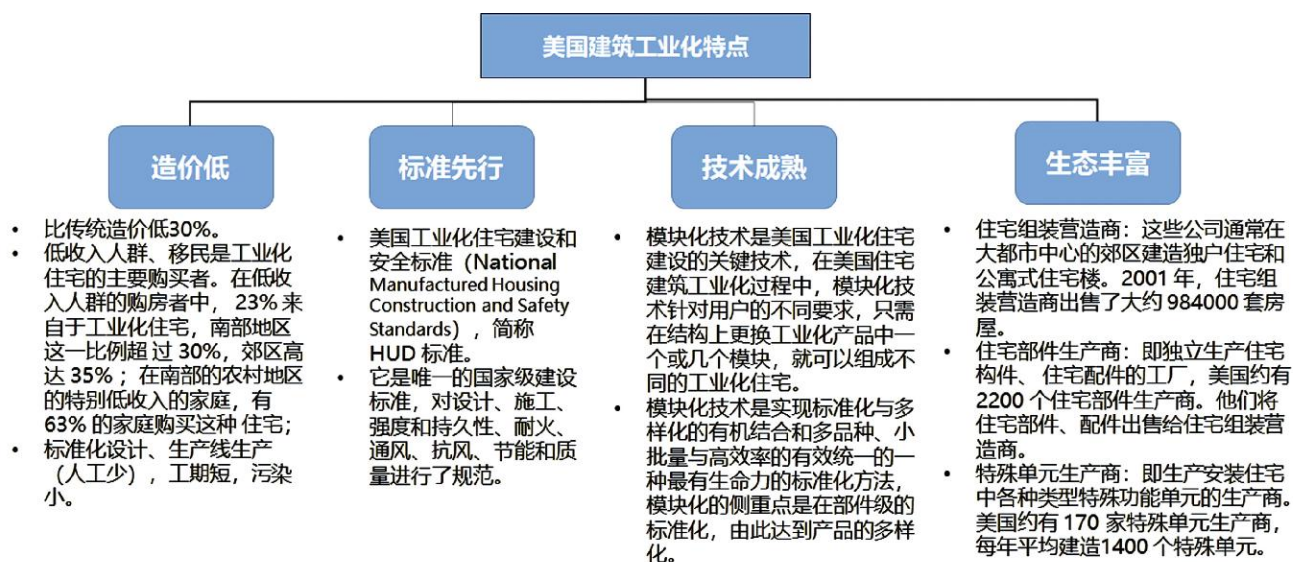 美国建筑工业化特点
造价低
• 比传统造价低30%。
• 低收入人群、移民是工业化
住宅的主要购买者。在低收
入人群的购房者中， 23% 来
自于工业化住宅，南部地区
这一比例超过 30%，郊区高
达 35% ；在南部的农村地区
的特别低收入的家庭，有
63% 的家庭购买这种 住宅；
• 标准化设计、生产线生产
（人工少），工期短，污染
小。
标准先行
• 美国工业化住宅建设和
安全标准（National
Manufactured Housing
Construction and Safety
Standards），简称
HUD 标准。
• 它是唯一的国家级建设
标准，对设计、施工、
强度和持久性、耐火、
通风、抗风、节能和质
量进行了规范。
技术成熟
• 模块化技术是美国工业化住宅
建设的关键技术，在美国住宅
建筑工业化过程中，模块化技
术针对用户的不同要求，只需
在结构上更换工业化产品中一
个或几个模块，就可以组成不
同的工业化住宅。
• 模块化技术是实现标准化与多
样化的有机结合和多品种、小
批量与高效率的有效统一的一
种最有生命力的标准化方法，
模块化的侧重点是在部件级的
标准化，由此达到产品的多样
化。
生态丰富
• 住宅组装营造商：这些公司通常在
大都市中心的郊区建造独户住宅和
公寓式住宅楼。2001 年，住宅组
装营造商出售了大约 984000 套房
屋。
• 住宅部件生产商：即独立生产住宅
构件、 住宅配件的工厂，美国约有
2200 个住宅部件生产商。他们将
住宅部件、配件出售给住宅组装营
造商。
• 特殊单元生产商：即生产安装住宅
中各种类型特殊功能单元的生产商。
美国约有 170 家特殊单元生产商，
每年平均建造1400 个特殊单元。